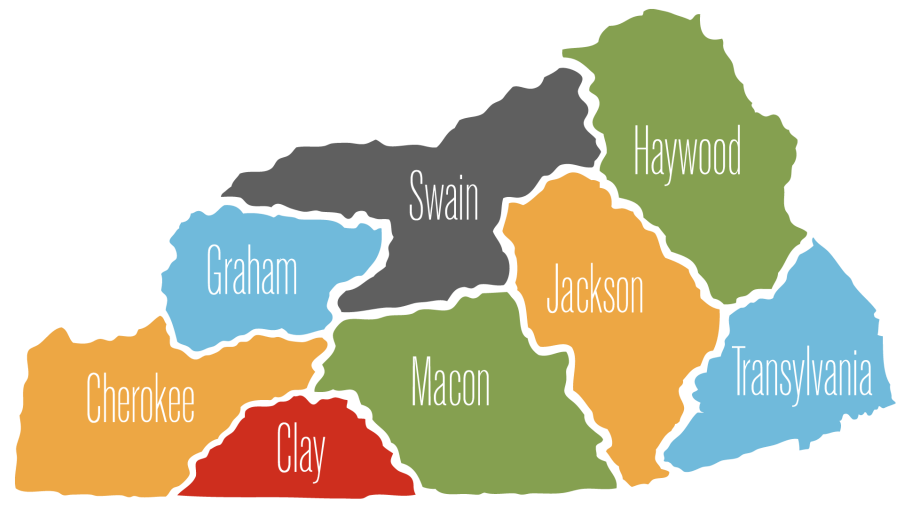 Haywood
Swain
Graham
Jackson
Transylvania
Macon
Cherokee
Clay